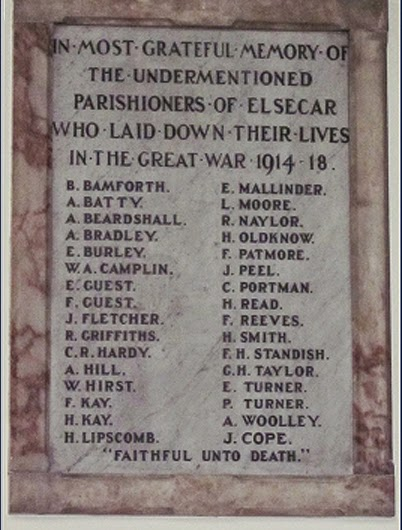 IN·MOST·GRATEFUL·MEMORY·OF
THE·UNDERMENTIONED
PARISHIONERS·OF·ELSECAR
WHO·LAID·DOWN·THEIR·LIVES
IN·THE·GREAT·WAR·1914-18.
B. BAMFORTH.
A. BATTY.
A. BEARDSHALL.
A. BRADLEY.
E. BURLEY.
W. A. CAMPLIN.
E. GUEST.
F. GUEST.
J. FLETCHER.
R. GRIFFITHS.
C. R. HARDY.
A. HILL.
W. HIRST.
F. KAY.
H. KAY.
H. LIPSCOMB.
E. MALLINDER.
L. MOORE.
R. NAYLOR.
H. OLDKNOW.
F. PATMORE.
J. PEEL.
C. PORTMAN.
H. READ.
F. REEVES.
H. SMITH.
F. H. STANDISH.
G. H. TAYLOR.
E. TURNER.
P. TURNER.
A. WOOLLEY.
J. COPE.
"FAITHFUL UNTO DEATH."